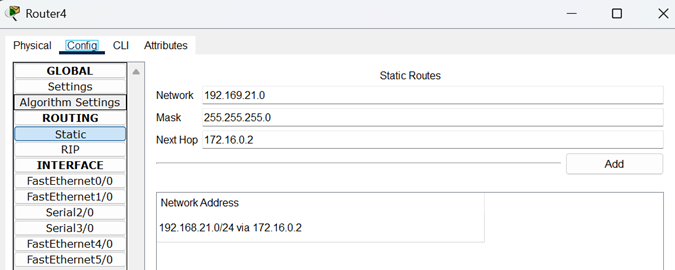 Router4
Physical Config CLI Attributes
GLOBAL
Settings
Algorithm Settings
ROUTING
Static
RIP
INTERFACE
FastEthernet0/0
FastEthernet1/0
Serial2/0
Serial3/0
FastEthernet4/0
FastEthernet5/0
Static Routes
Network 192.169.21.0
Mask 255.255.255.0
Next Hop 172.16.0.2
Add
Network Address
192.168.21.0/24 via 172.16.0.2